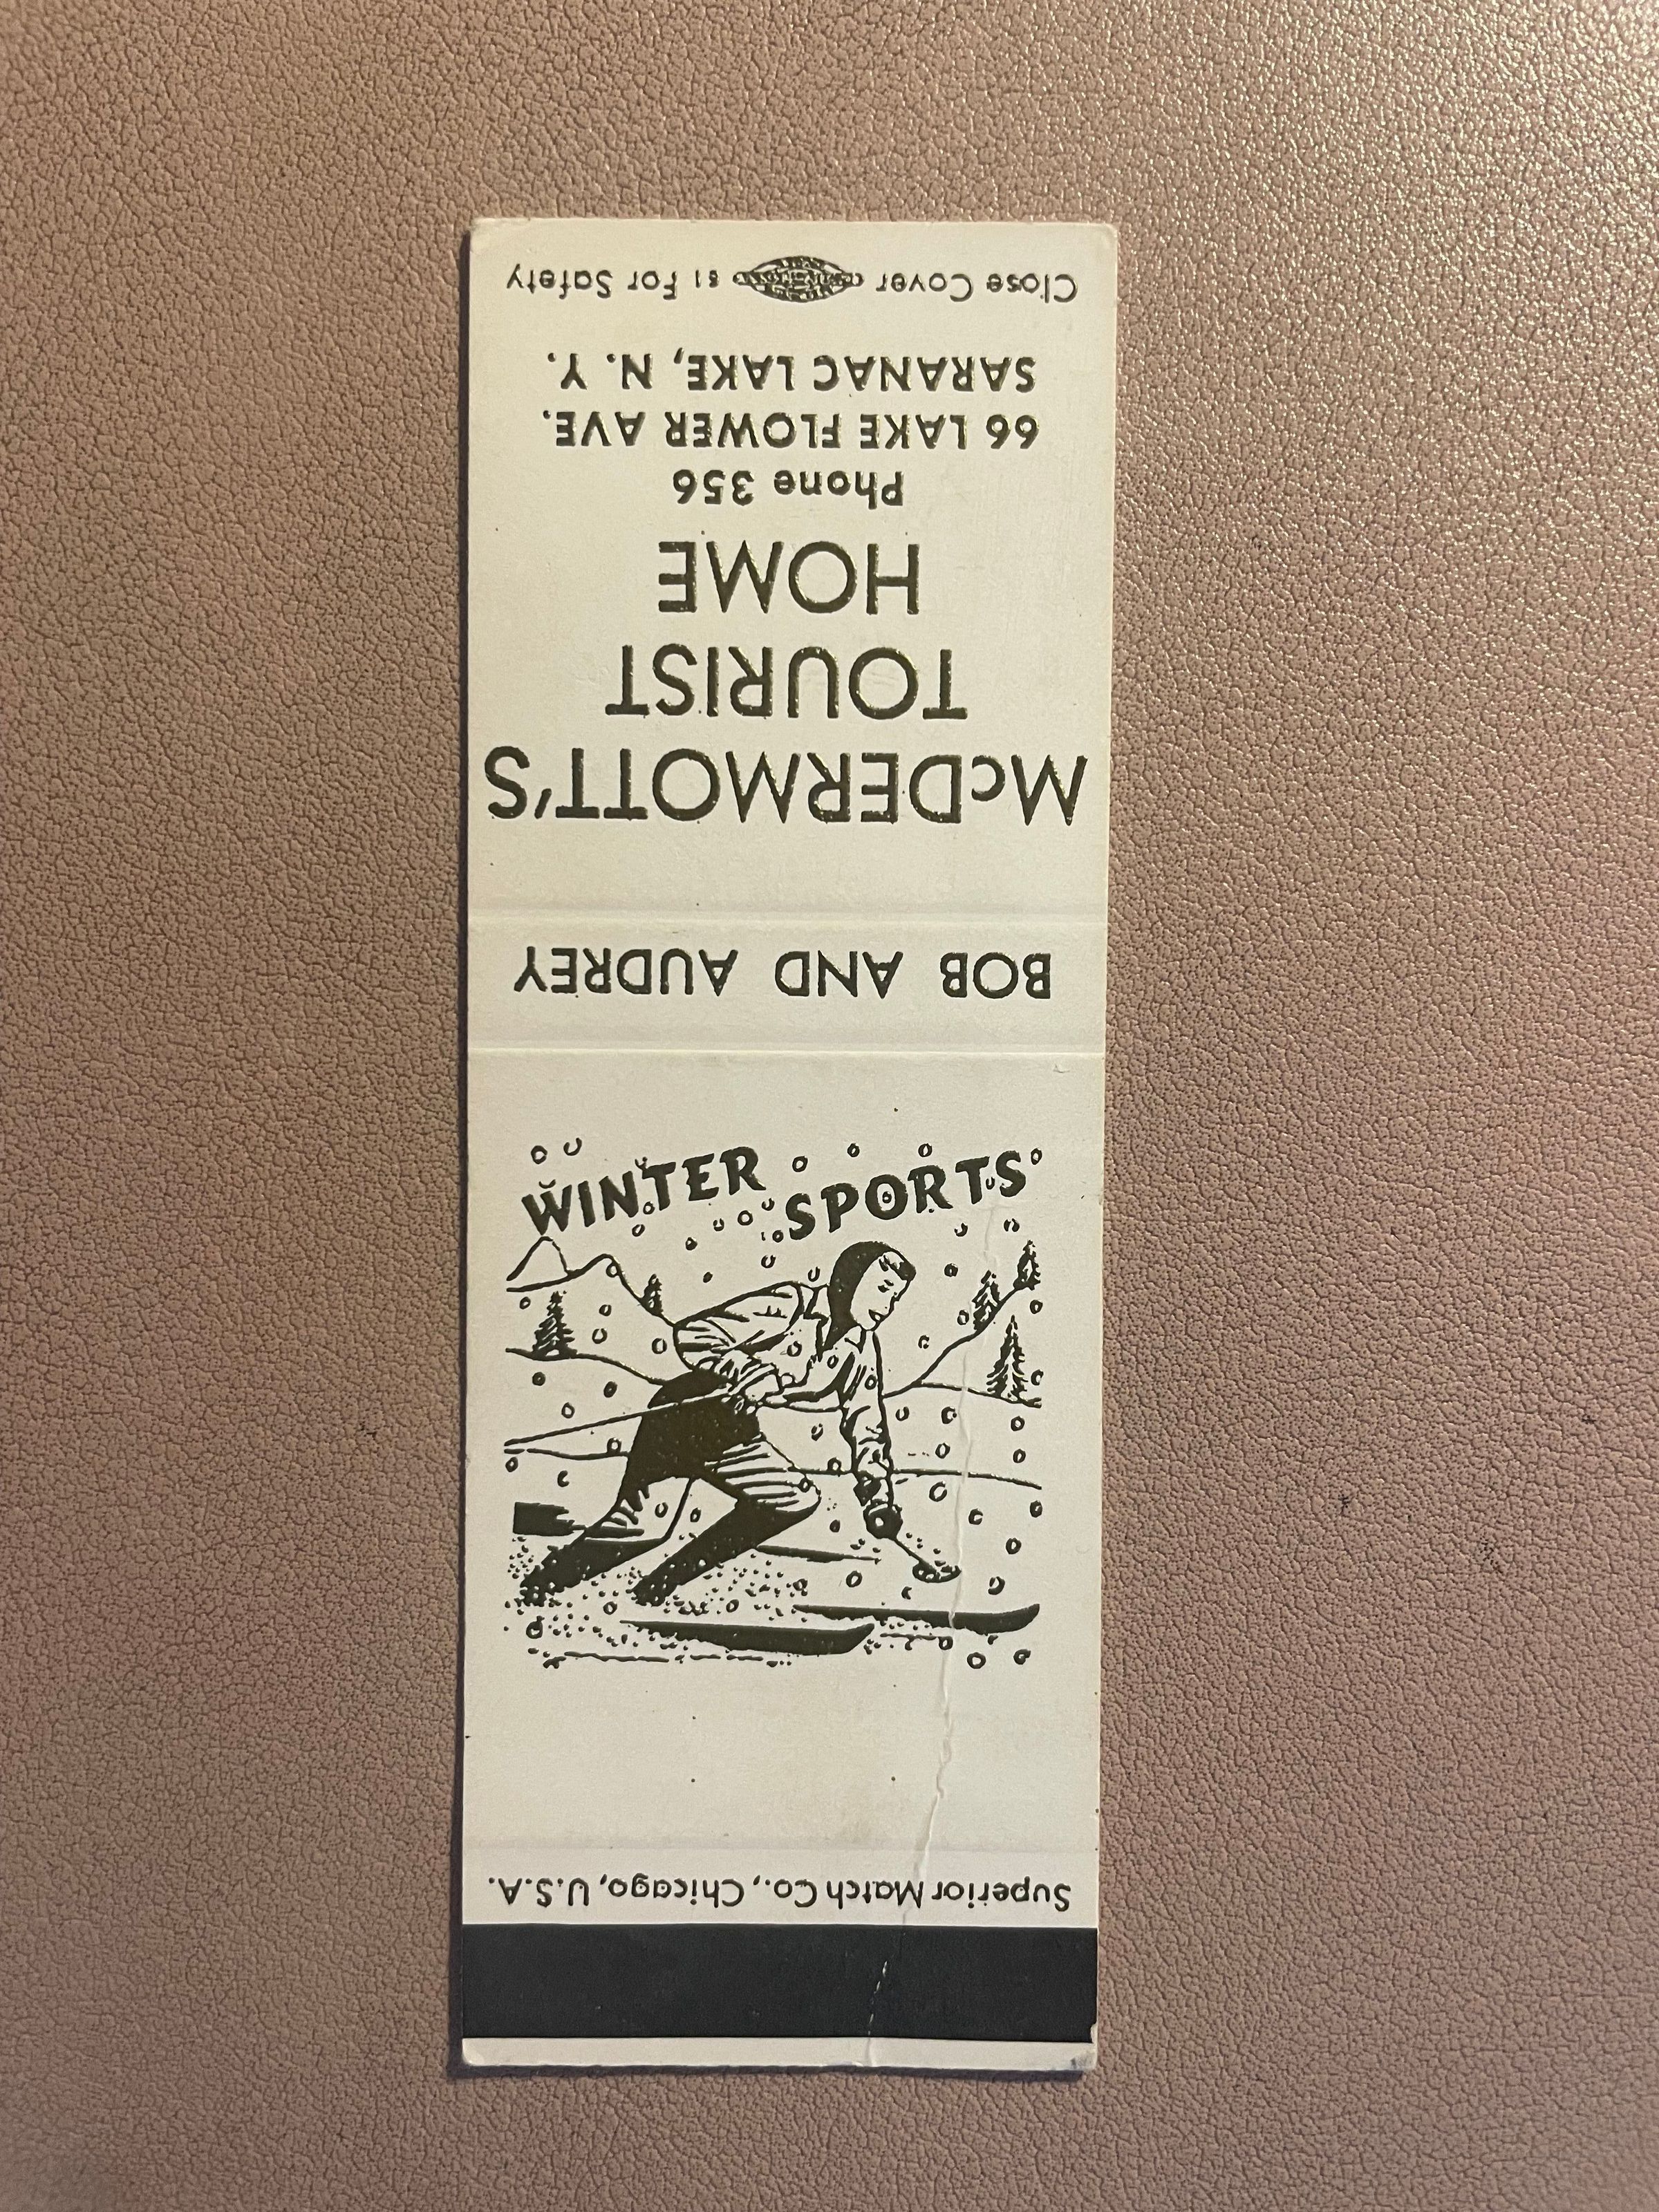 Superior Match Co., Chicago, U.S.A.
WINTER SPORTS
BOB AND AUDREY
McDERMOTT'S
TOURIST
HOME
Phone 356
66 LAKE FLOWER AVE.
SARANAC LAKE, N. Y.
Close Cover 51 For Safety